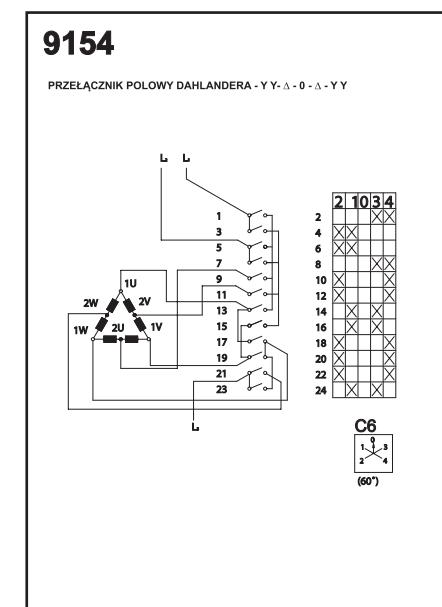 9154
PRZEŁĄCZNIK POLOWY DAHLANDERA - Y Y- Δ - 0 - Δ - Y Y
L L
1
3
5
7
9
11
13
15
17
19
21
23
1U
2W 2V
1W 2U 1V
L
2 1 0 3 4
2 X X
4 X X
6 X X
8 X X
10 X X
12 X X
14 X X
16 X X
18 X X
20 X X
22 X X
24 X X
C6
0
1 3
2 4
(60°)